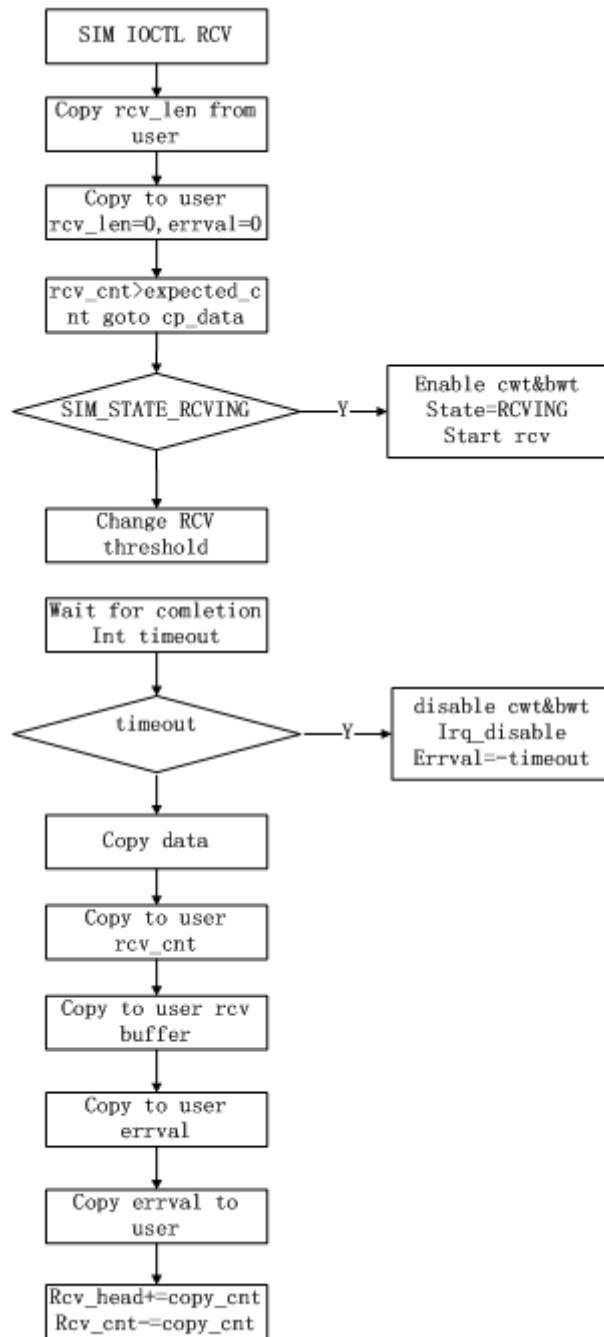 SIM IOCTL RCV
Copy rcv_len from
user
Copy to user
rcv_len=0,errval=0
rcv_cnt>expected_c
nt goto cp_data
SIM_STATE_RCVING
Y
Enable cwt&bwt
State=RCVING
Start rcv
Change RCV
threshold
Wait for comletion
Int timeout
timeout
Y
disable cwt&bwt
Irq_disable
Errval=-timeout
Copy data
Copy to user
rcv_cnt
Copy to user rcv
buffer
Copy to user
errval
Copy errval to
user
Rcv_head+=copy_cnt
Rcv_cnt-=copy_cnt